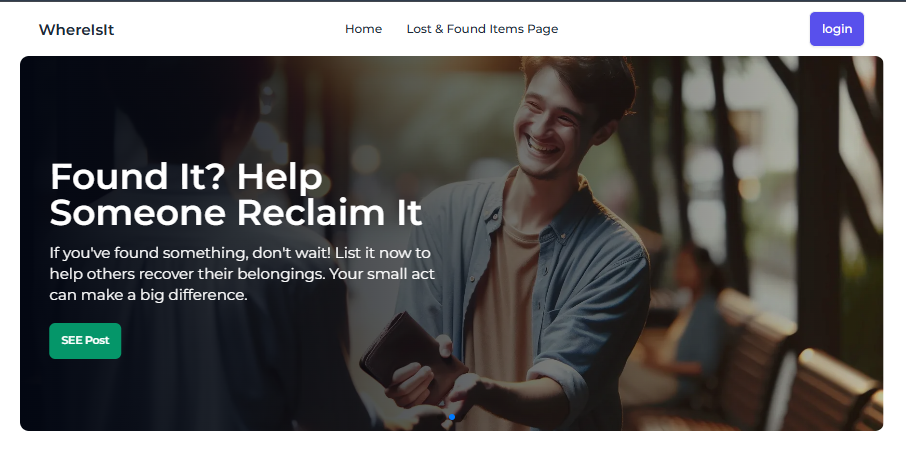 WhereIsIt
Home
Lost & Found Items Page
login
Found It? Help
Someone Reclaim It
If you've found something, don't wait! List it now to
help others recover their belongings. Your small act
can make a big difference.
SEE Post